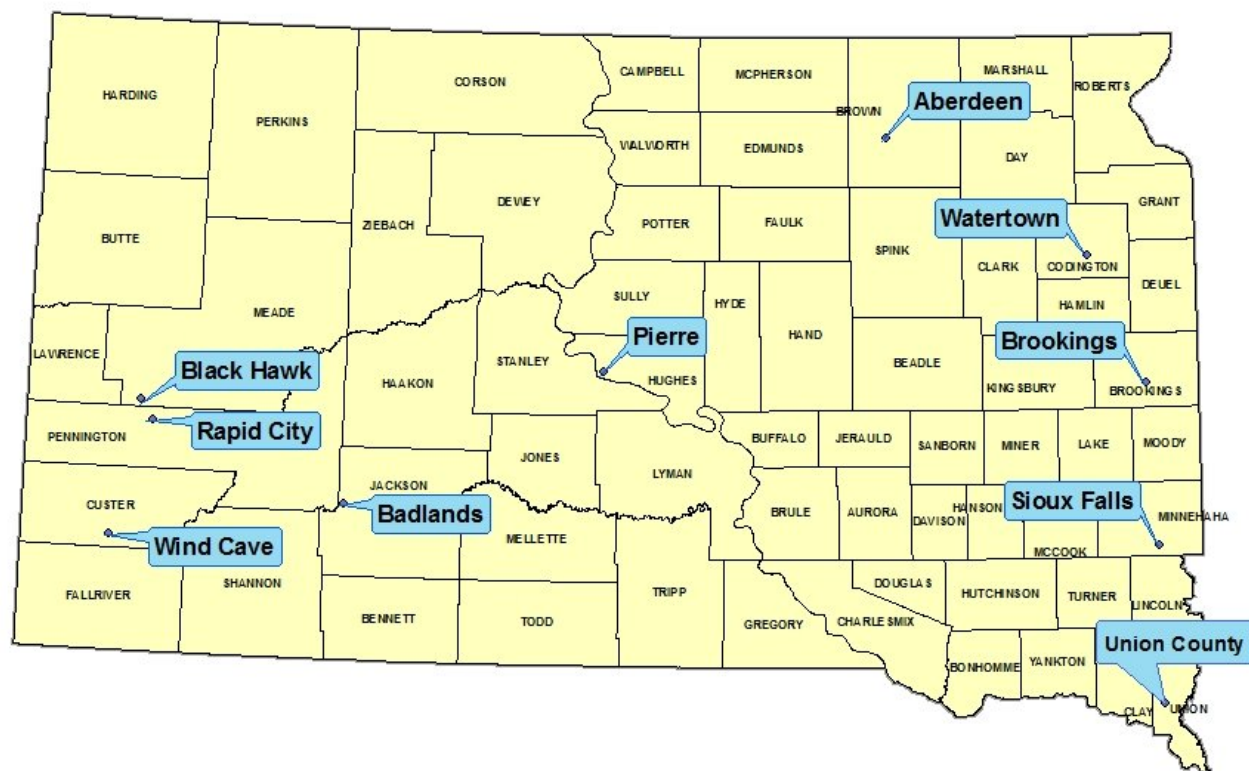 CORSON
CAMPBELL
MCPHERSON
MARSHALL
ROBERTS
HARDING
PERKINS
BROWN
Aberdeen
WALWORTH
EDMUNDS
DAY
DEWEY
GRANT
BUTTE
ZIEBACH
POTTER
FAULK
Watertown
SPINK
CLARK
CODINGTON
DEUEL
MEADE
SULLY
HYDE
HAMLIN
HAND
LAWRENCE
Black Hawk
STANLEY
Pierre
Brookings
BEADLE
HAAKON
HUGHES
KINGSBURY
BROOKINGS
Rapid City
PENNINGTON
BUFFALO
JERAULD
SANBORN
MINER
LAKE
MOODY
JONES
LYMAN
JACKSON
CUSTER
Badlands
Sioux Falls
BRULE
AURORA
HANSON
DAVISON
MINNEHAHA
Wind Cave
MELLETTE
MCCOOK
SHANNON
FALLRIVER
TRIPP
DOUGLAS
HUTCHINSON
TURNER
LINCOLN
BENNETT
TODD
GREGORY
CHARLESMIX
Union County
BONHOMME
YANKTON
CLAY
UNION